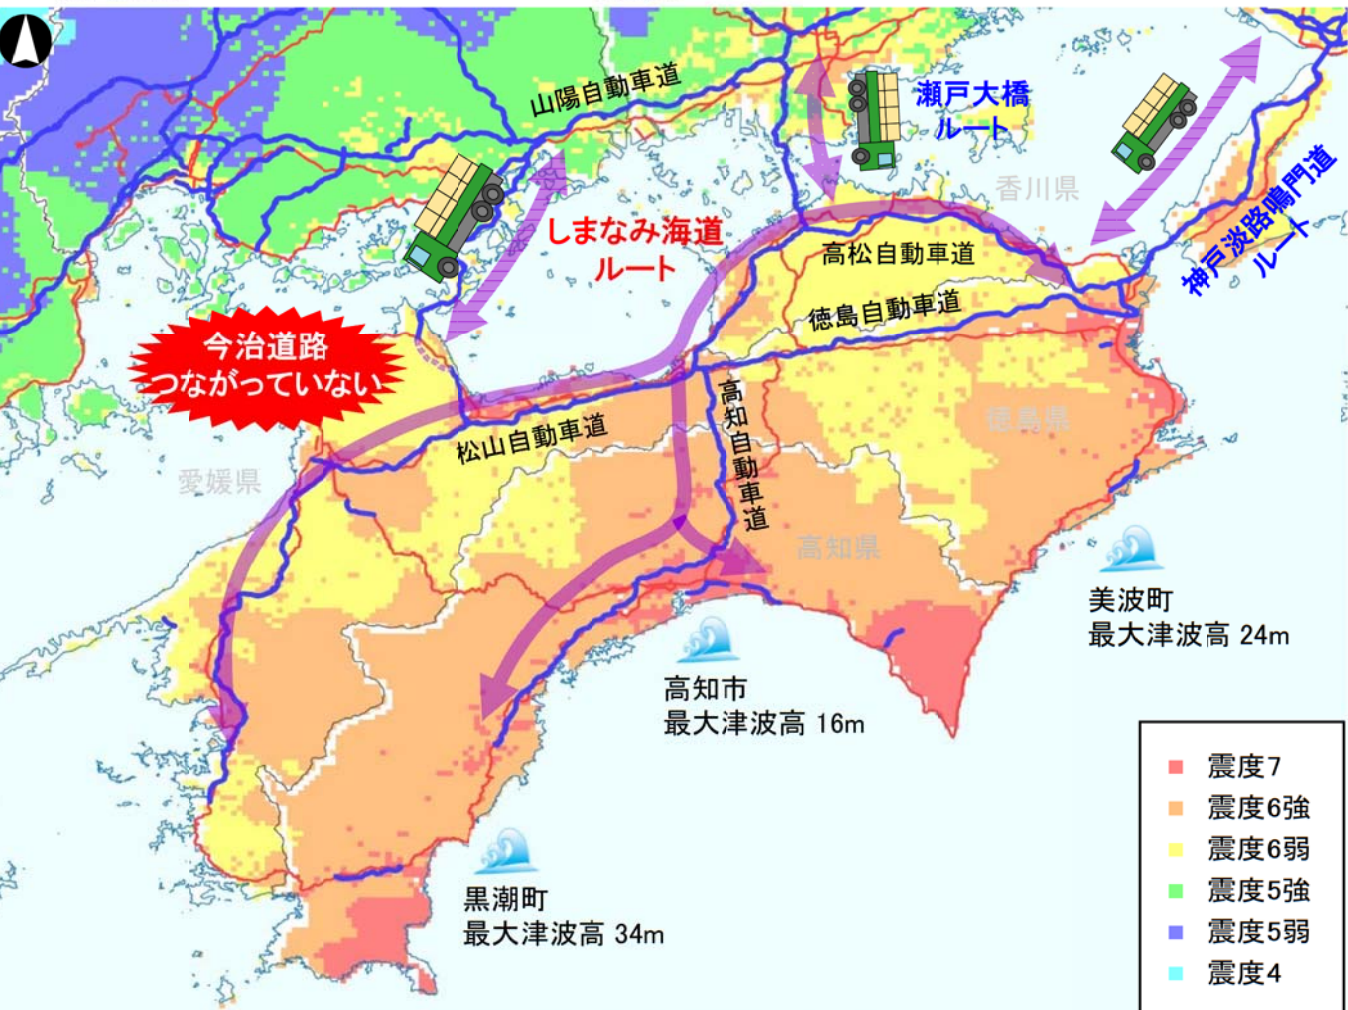 山陽自動車道
瀬戸大橋
ルート
香川県
しまなみ海道
ルート
神戸淡路鳴門道
ルート
高松自動車道
徳島自動車道
今治道路
つながっていない
高知自動車道
松山自動車道
徳島県
愛媛県
高知県
美波町
最大津波高 24m
高知市
最大津波高 16m
黒潮町
最大津波高 34m
震度7
震度6強
震度6弱
震度5強
震度5弱
震度4